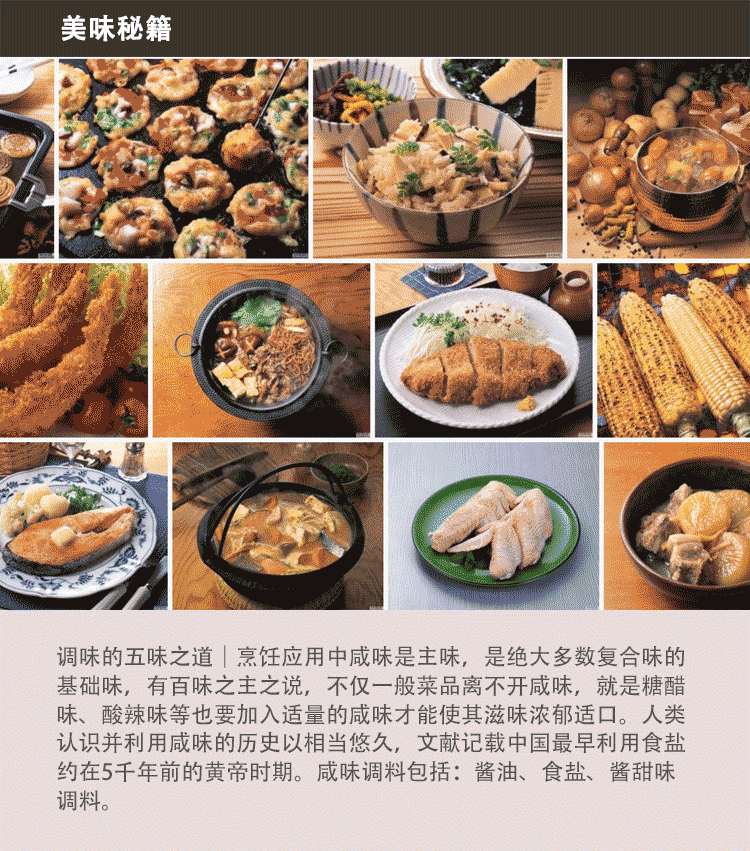 美味秘籍
调味的五味之道｜烹饪应用中咸味是主味，是绝大多数复合味的
基础味，有百味之主之说，不仅一般菜品离不开咸味，就是糖醋
味、酸辣味等也要加入适量的咸味才能使其滋味浓郁适口。人类
认识并利用咸味的历史以相当悠久，文献记载中国最早利用食盐
约在5千年前的黄帝时期。咸味调料包括：酱油、食盐、酱甜味
调料。